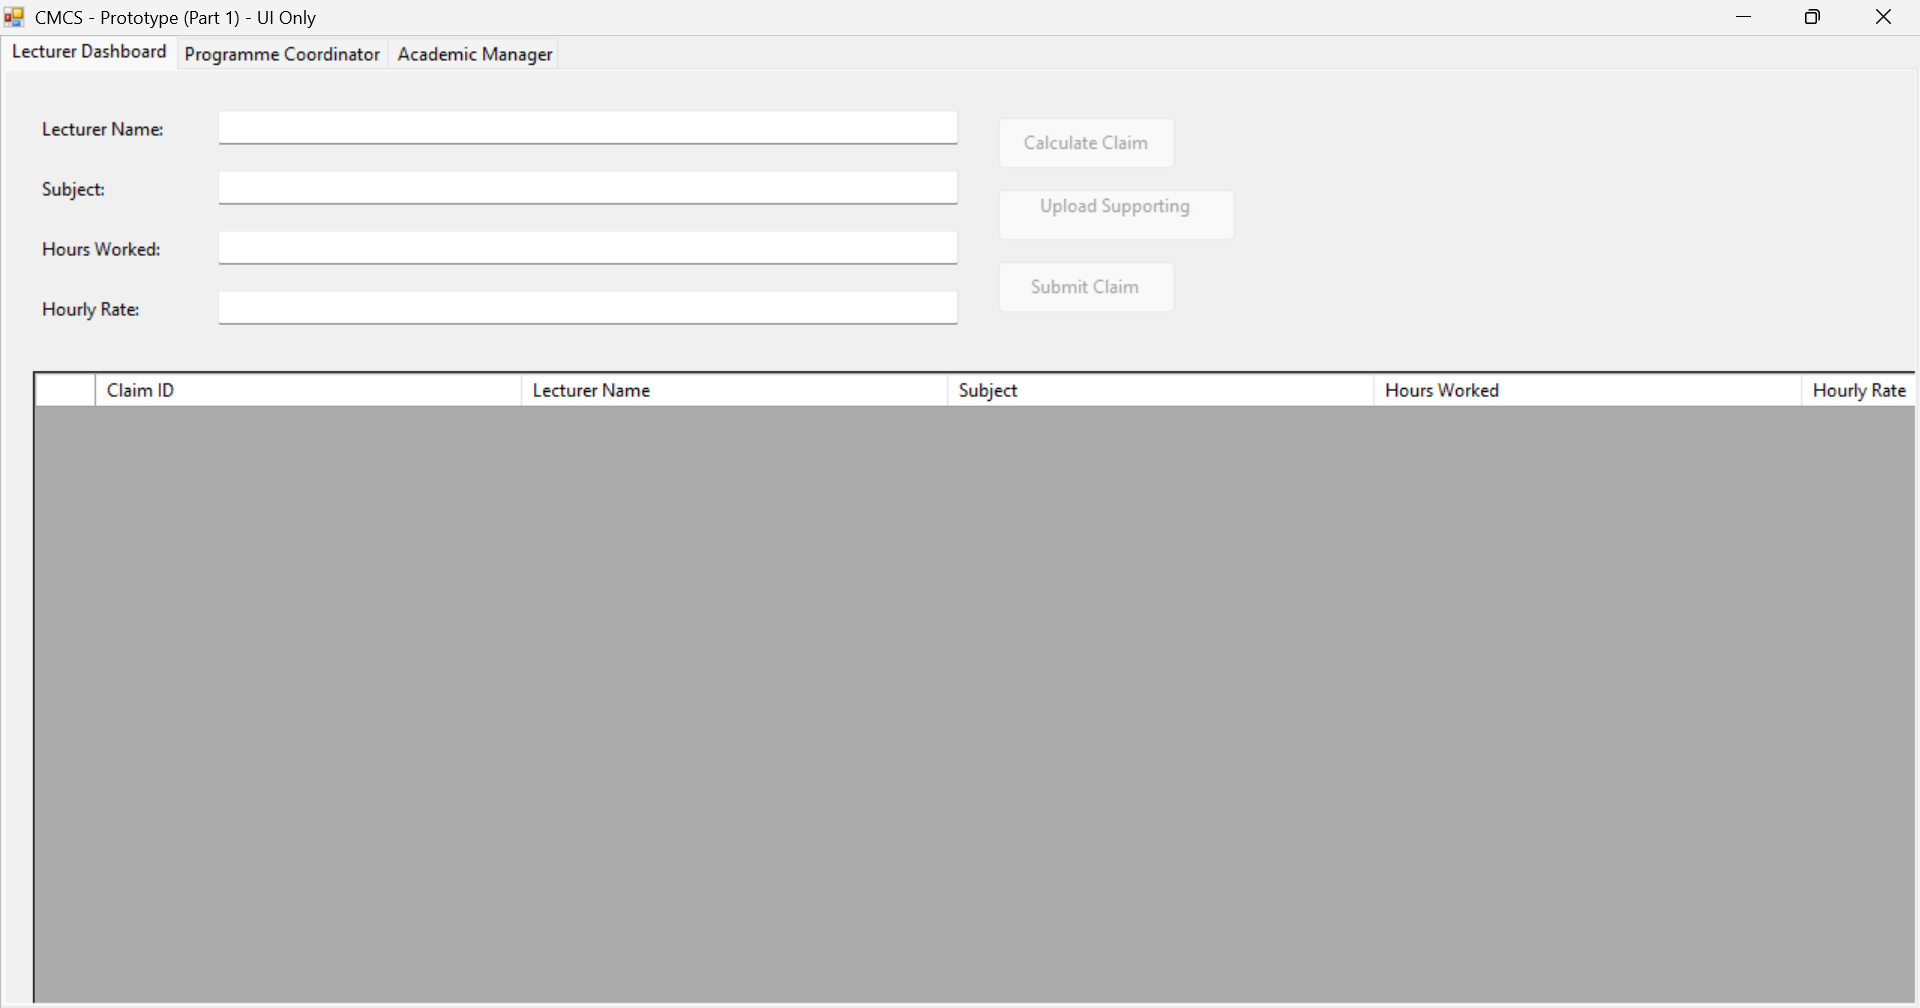 CMCS - Prototype (Part 1) - UI Only
Lecturer Dashboard Programme Coordinator Academic Manager
Lecturer Name:
Calculate Claim
Subject:
Upload Supporting
Hours Worked:
Submit Claim
Hourly Rate:
Claim ID Lecturer Name Subject Hours Worked Hourly Rate